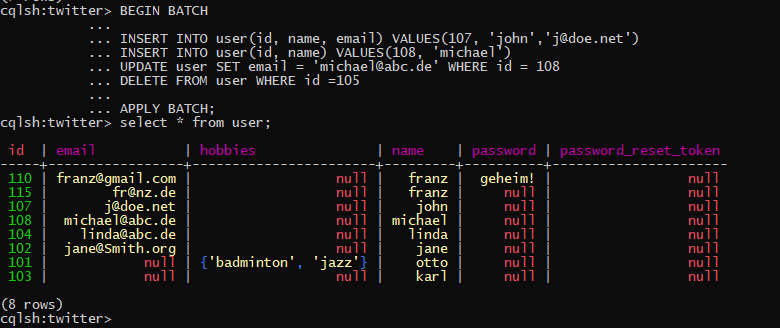 cqlsh:twitter> BEGIN BATCH
...
... INSERT INTO user(id, name, email) VALUES(107, 'john','j@doe.net')
... INSERT INTO user(id, name) VALUES(108, 'michael')
... UPDATE user SET email = 'michael@abc.de' WHERE id = 108
... DELETE FROM user WHERE id =105
...
... APPLY BATCH;
cqlsh:twitter> select * from user;
id | email | hobbies | name | password | password_reset_token
-----+-----------------+-------------------------+---------+----------+----------------------
110 | franz@gmail.com | null | franz | geheim! | null
115 | fr@nz.de | null | franz | null | null
107 | j@doe.net | null | john | null | null
108 | michael@abc.de | null | michael | null | null
104 | linda@abc.de | null | linda | null | null
102 | jane@Smith.org | null | jane | null | null
101 | null | {'badminton', 'jazz'} | otto | null | null
103 | null | null | karl | null | null
(8 rows)
cqlsh:twitter>